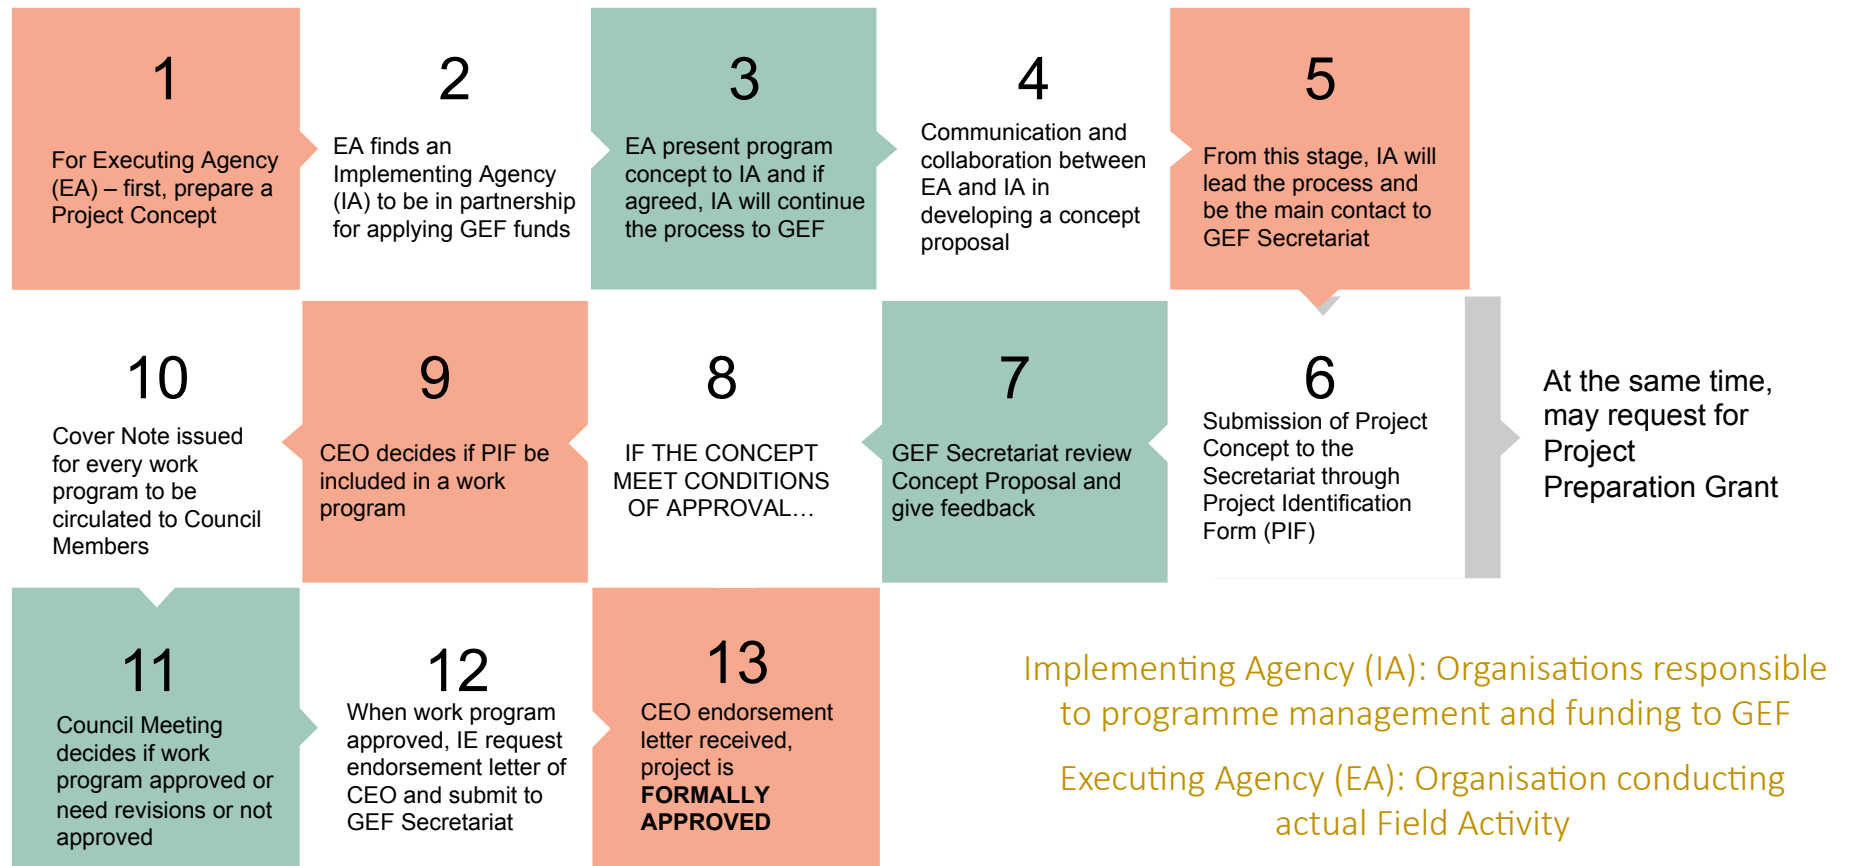 1
For Executing Agency
(EA) – first, prepare a
Project Concept
2
EA finds an
Implementing Agency
(IA) to be in partnership
for applying GEF funds
3
EA present program
concept to IA and if
agreed, IA will continue
the process to GEF
4
Communication and
collaboration between
EA and IA in
developing a concept
proposal
5
From this stage, IA will
lead the process and
be the main contact to
GEF Secretariat
6
Submission of Project
Concept to the
Secretariat through
Project Identification
Form (PIF)
At the same time,
may request for
Project
Preparation Grant
7
GEF Secretariat review
Concept Proposal and
give feedback
8
IF THE CONCEPT
MEET CONDITIONS
OF APPROVAL…
9
CEO decides if PIF be
included in a work
program
10
Cover Note issued
for every work
program to be
circulated to Council
Members
11
Council Meeting
decides if work
program approved or
need revisions or not
approved
12
When work program
approved, IE request
endorsement letter of
CEO and submit to
GEF Secretariat
13
CEO endorsement
letter received,
project is
FORMALLY
APPROVED
Implementing Agency (IA): Organisations responsible
to programme management and funding to GEF
Executing Agency (EA): Organisation conducting
actual Field Activity